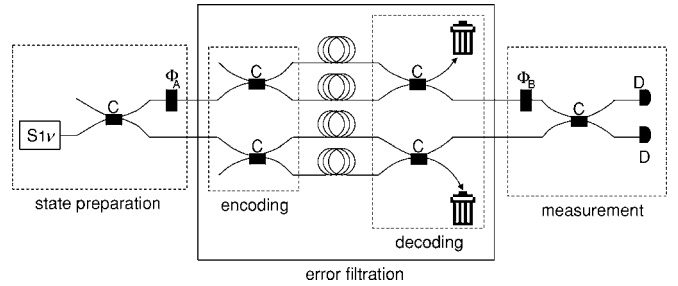 C C
Φ_A Φ_B D
C C
S1ν
C C D
state preparation encoding decoding measurement
error filtration